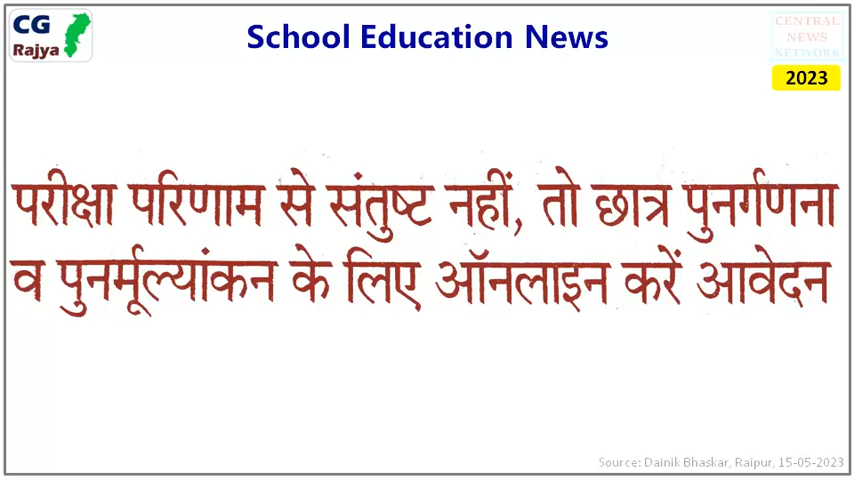 CG
Rajya
School Education News
CENTRAL
NEWS
NETWORK
2023
परीक्षा परिणाम से संतुष्ट नहीं, तो छात्र पुनर्गणना
व पुनर्मूल्यांकन के लिए ऑनलाइन करें आवेदन
Source: Dainik Bhaskar, Raipur, 15-05-2023